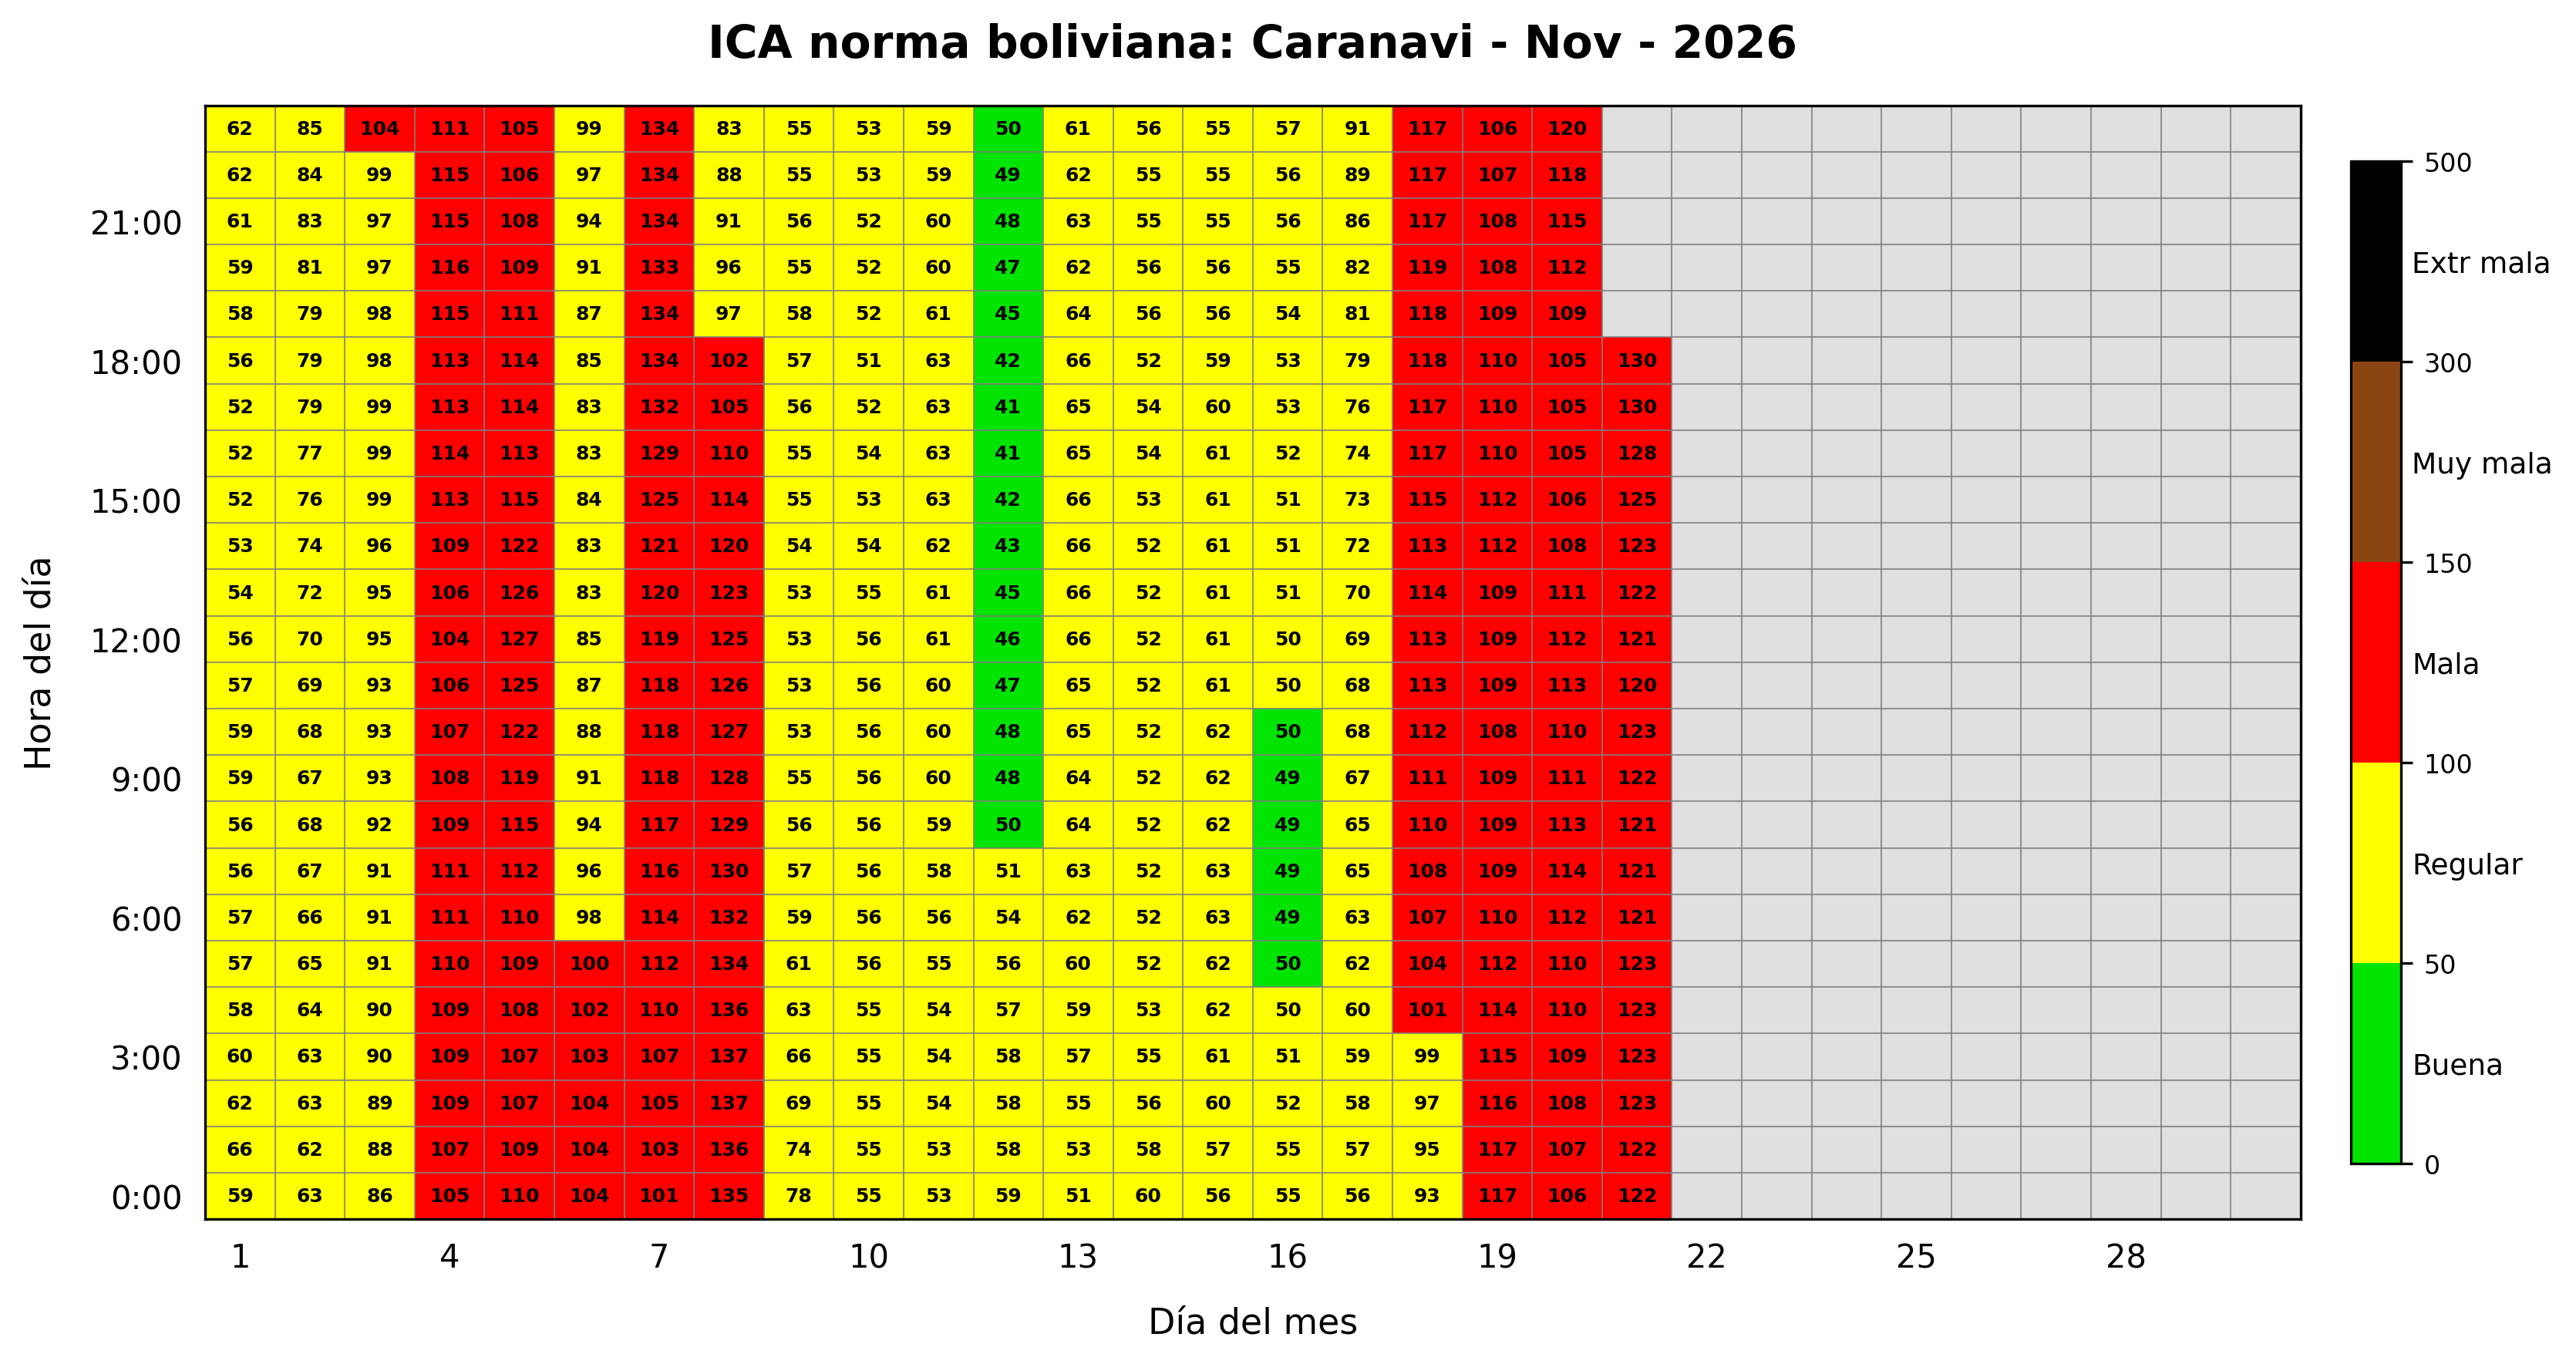 ICA norma boliviana: Caranavi - Nov - 2026
62 85 104 111 105 99 134 83 55 53 59 50 61 56 55 57 91 117 106 120
62 84 99 115 106 97 134 88 55 53 59 49 62 55 55 56 89 117 107 118
21:00 61 83 97 115 108 94 134 91 56 52 60 48 63 55 55 56 86 117 108 115
59 81 97 116 109 91 133 96 55 52 60 47 62 56 56 55 82 119 108 112
58 79 98 115 111 87 134 97 58 52 61 45 64 56 56 54 81 118 109 109
18:00 56 79 98 113 114 85 134 102 57 51 63 42 66 52 59 53 79 118 110 105 130
52 79 99 113 114 83 132 105 56 52 63 41 65 54 60 53 76 117 110 105 130
52 77 99 114 113 83 129 110 55 54 63 41 65 54 61 52 74 117 110 105 128
15:00 52 76 99 113 115 84 125 114 55 53 63 42 66 53 61 51 73 115 112 106 125
53 74 96 109 122 83 121 120 54 54 62 43 66 52 61 51 72 113 112 108 123
54 72 95 106 126 83 120 123 53 55 61 45 66 52 61 51 70 114 109 111 122
12:00 56 70 95 104 127 85 119 125 53 56 61 46 66 52 61 50 69 113 109 112 121
57 69 93 106 125 87 118 126 53 56 60 47 65 52 61 50 68 113 109 113 120
59 68 93 107 122 88 118 127 53 56 60 48 65 52 62 50 68 112 108 110 123
9:00 59 67 93 108 119 91 118 128 55 56 60 48 64 52 62 49 67 111 109 111 122
56 68 92 109 115 94 117 129 56 56 59 50 64 52 62 49 65 110 109 113 121
56 67 91 111 112 96 116 130 57 56 58 51 63 52 63 49 65 108 109 114 121
6:00 57 66 91 111 110 98 114 132 59 56 56 54 62 52 63 49 63 107 110 112 121
57 65 91 110 109 100 112 134 61 56 55 56 60 52 62 50 62 104 112 110 123
58 64 90 109 108 102 110 136 63 55 54 57 59 53 62 50 60 101 114 110 123
3:00 60 63 90 109 107 103 107 137 66 55 54 58 57 55 61 51 59 99 115 109 123
62 63 89 109 107 104 105 137 69 55 54 58 55 56 60 52 58 97 116 108 123
66 62 88 107 109 104 103 136 74 55 53 58 53 58 57 55 57 95 117 107 122
0:00 59 63 86 105 110 104 101 135 78 55 53 59 51 60 56 55 56 93 117 106 122
1 4 7 10 13 16 19 22 25 28
Día del mes
Hora del día
500
Extr mala
300
Muy mala
150
Mala
100
Regular
50
Buena
0